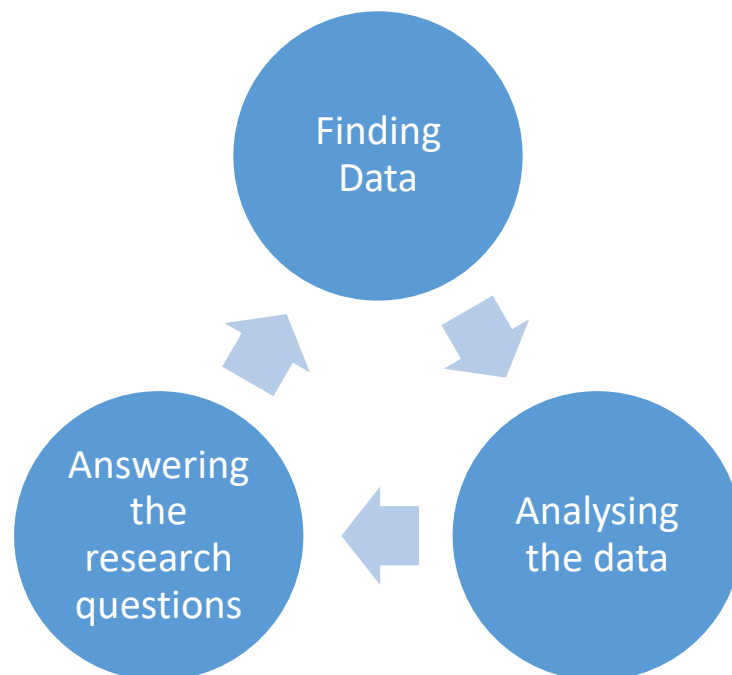 Finding
Data
Analysing
the data
Answering
the
research
questions